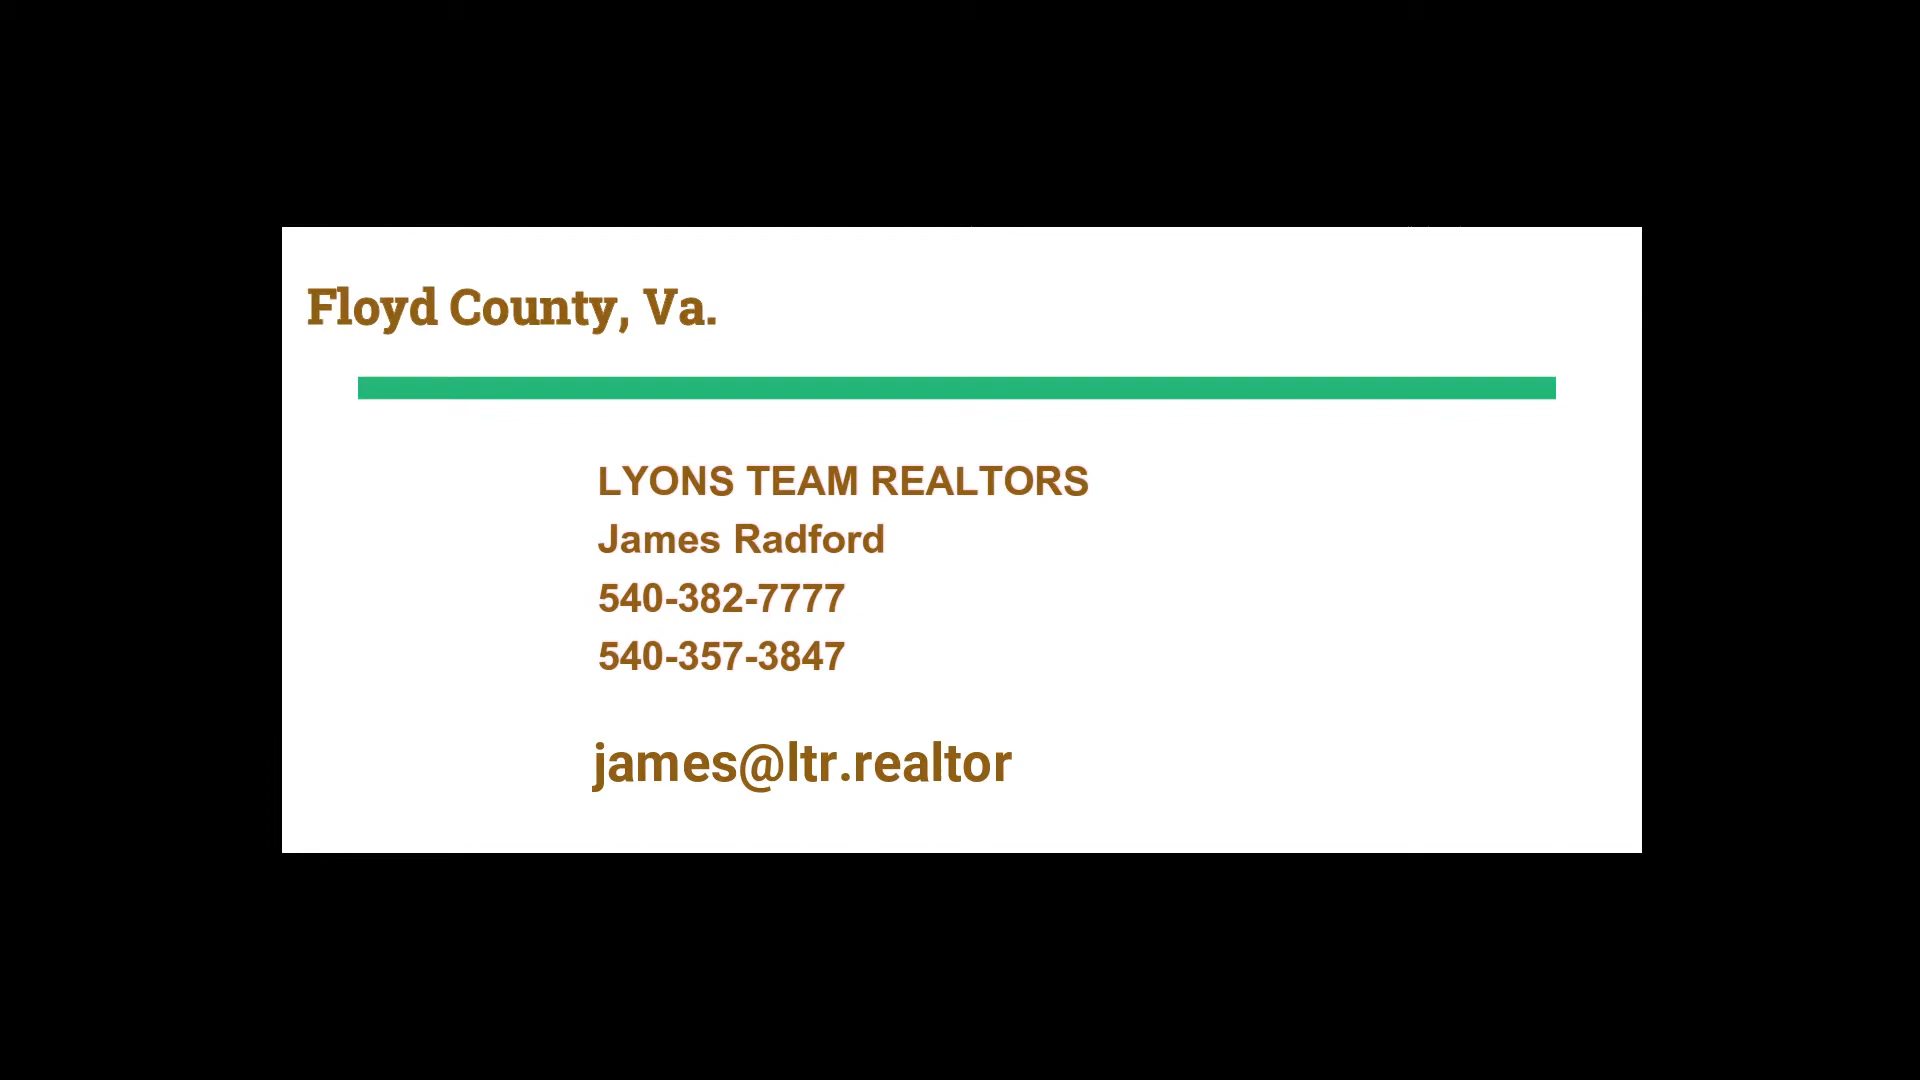 Floyd County, Va.
LYONS TEAM REALTORS
James Radford
540-382-7777
540-357-3847
james@ltr.realtor